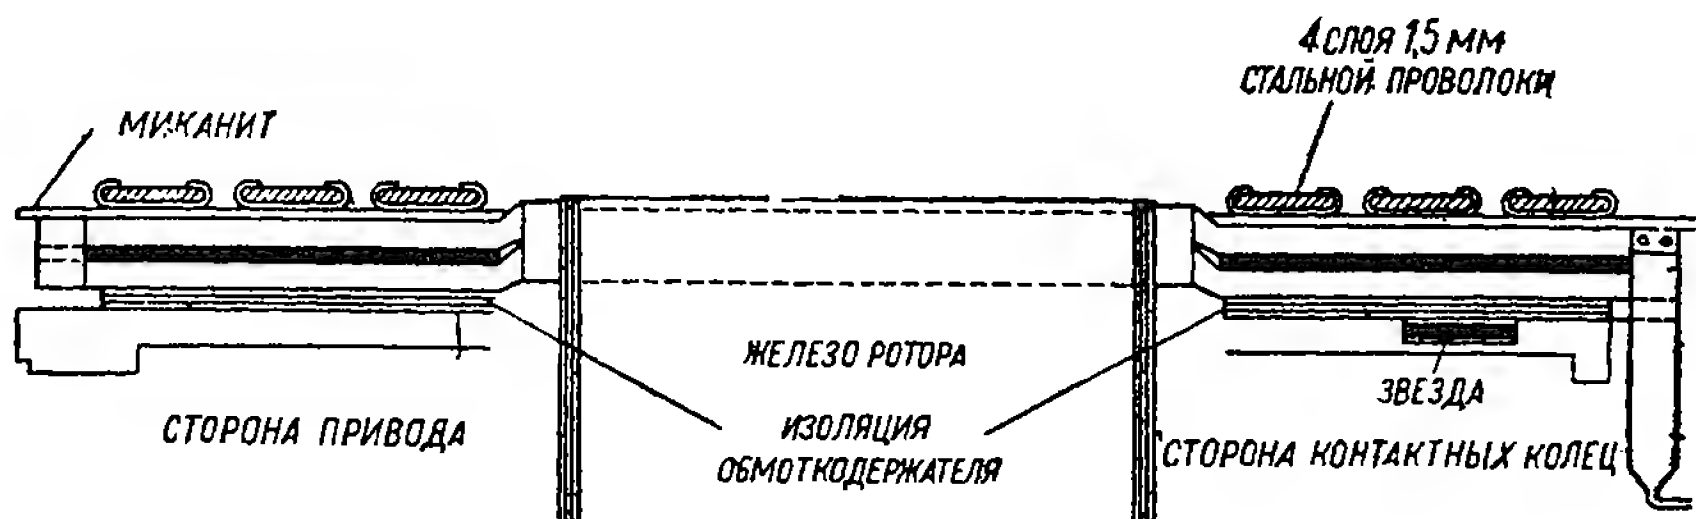 4 слоя 1,5 мм
СТАЛЬНОЙ ПРОВОЛОКИ
МИКАНИТ
ЖЕЛЕЗО РОТОРА
ЗВЕЗДА
СТОРОНА ПРИВОДА
ИЗОЛЯЦИЯ
ОБМОТКОДЕРЖАТЕЛЯ
СТОРОНА КОНТАКТНЫХ КОЛЕЦ